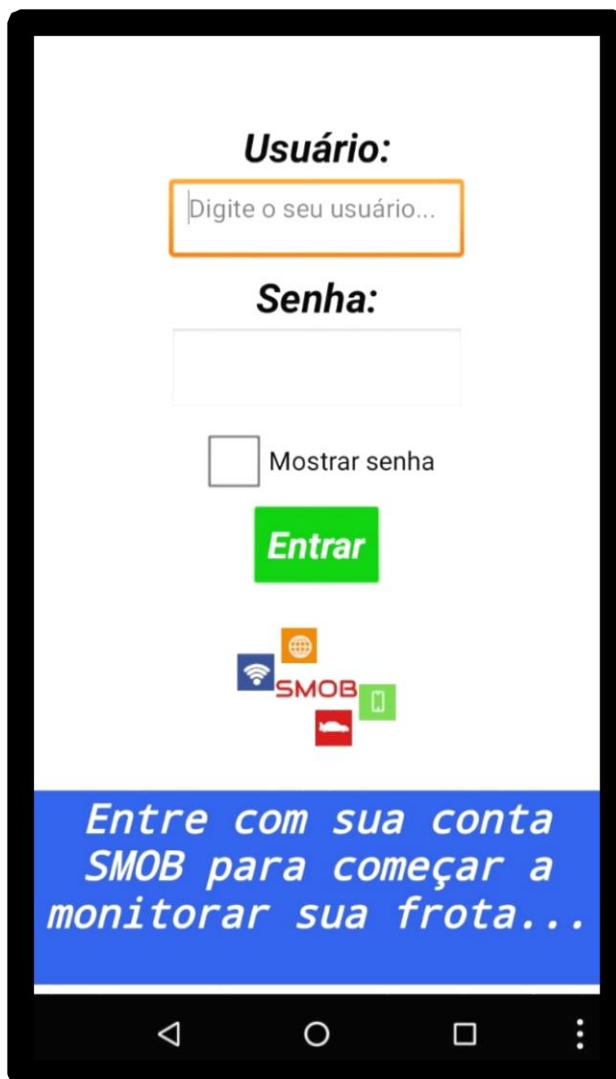 Usuário:
Digite o seu usuário...
Senha:
Mostrar senha
Entrar
SMOB
Entre com sua conta
SMOB para começar a
monitorar sua frota...